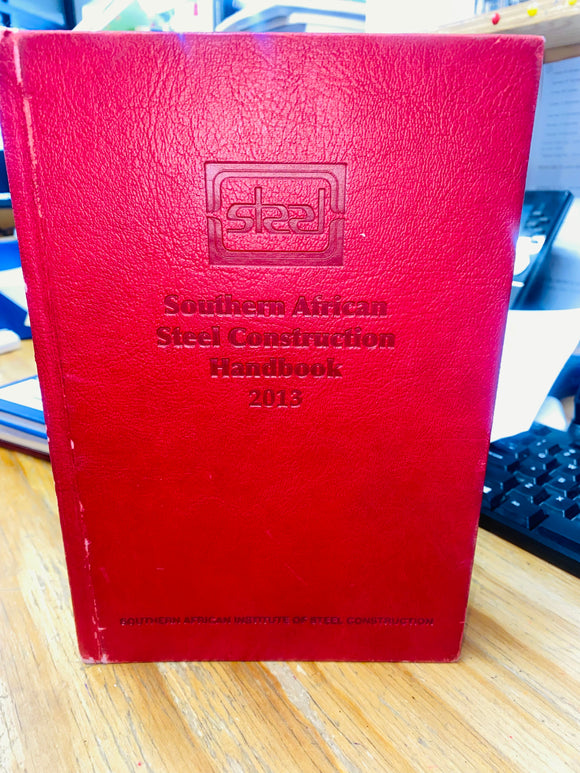 steel
Southern African
Steel Construction
Handbook
2013
SOUTHERN AFRICAN INSTITUTE OF STEEL CONSTRUCTION